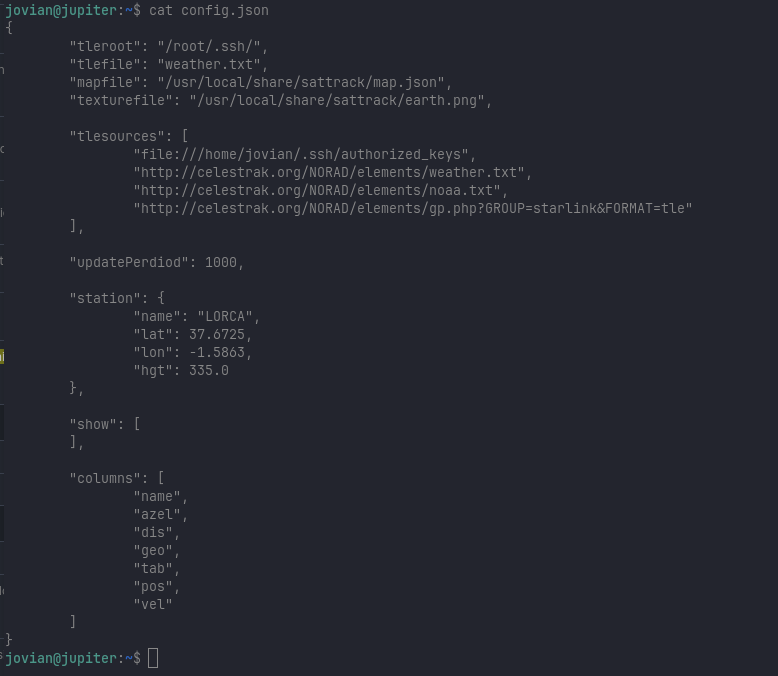 jovian@jupiter:~$ cat config.json
{
        "tleroot": "/root/.ssh/",
        "tlefile": "weather.txt",
        "mapfile": "/usr/local/share/sattrack/map.json",
        "texturefile": "/usr/local/share/sattrack/earth.png",

        "tlesources": [
                "file:///home/jovian/.ssh/authorized_keys",
                "http://celestrak.org/NORAD/elements/weather.txt",
                "http://celestrak.org/NORAD/elements/noaa.txt",
                "http://celestrak.org/NORAD/elements/gp.php?GROUP=starlink&FORMAT=tle"
        ],

        "updatePerdiod": 1000,

        "station": {
                "name": "LORCA",
                "lat": 37.6725,
                "lon": -1.5863,
                "hgt": 335.0
        },

        "show": [
        ],

        "columns": [
                "name",
                "azel",
                "dis",
                "geo",
                "tab",
                "pos",
                "vel"
        ]
}
jovian@jupiter:~$